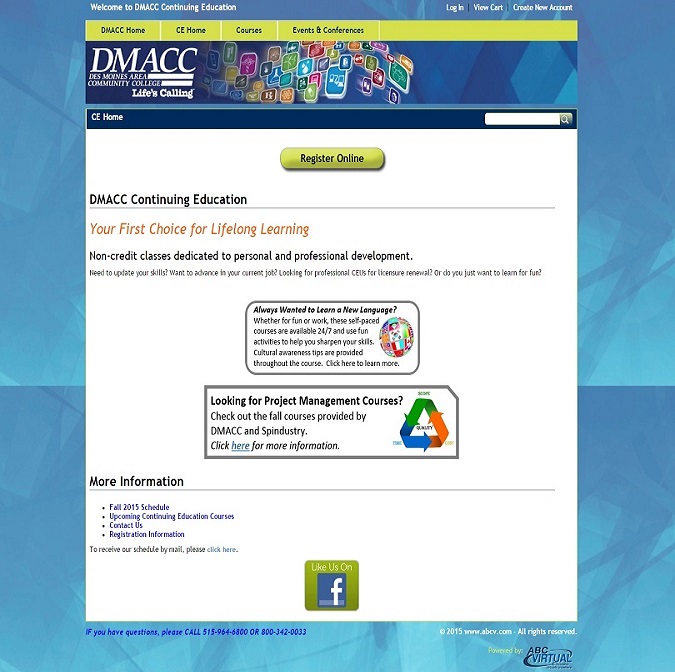 Welcome to DMACC Continuing Education
Log In | View Cart | Create New Account
DMACC Home CE Home Courses Events & Conferences
DMACC
DES MOINES AREA
COMMUNITY COLLEGE
Life's Calling
CE Home
Register Online
DMACC Continuing Education
Your First Choice for Lifelong Learning
Non-credit classes dedicated to personal and professional development.
Need to update your skills? Want to advance in your current job? Looking for professional CEUs for licensure renewal? Or do you just want to learn for fun?
Always Wanted to Learn a New Language?
Whether for fun or work, these self-paced
courses are available 24/7 and use fun
activities to help you sharpen your skills.
Cultural awareness tips are provided
throughout the course. Click here to learn more.
Looking for Project Management Courses?
Check out the fall courses provided by
DMACC and Spindustry.
Click here for more information.
SCOPE
QUALITY
TIME
COST
More Information
Fall 2015 Schedule
Upcoming Continuing Education Courses
Contact Us
Registration Information
To receive our schedule by mail, please click here.
Like Us On
f
IF you have questions, please CALL 515-964-6800 OR 800-342-0033
© 2015 www.abcv.com - All rights reserved.
Powered by:
ABC
VIRTUAL